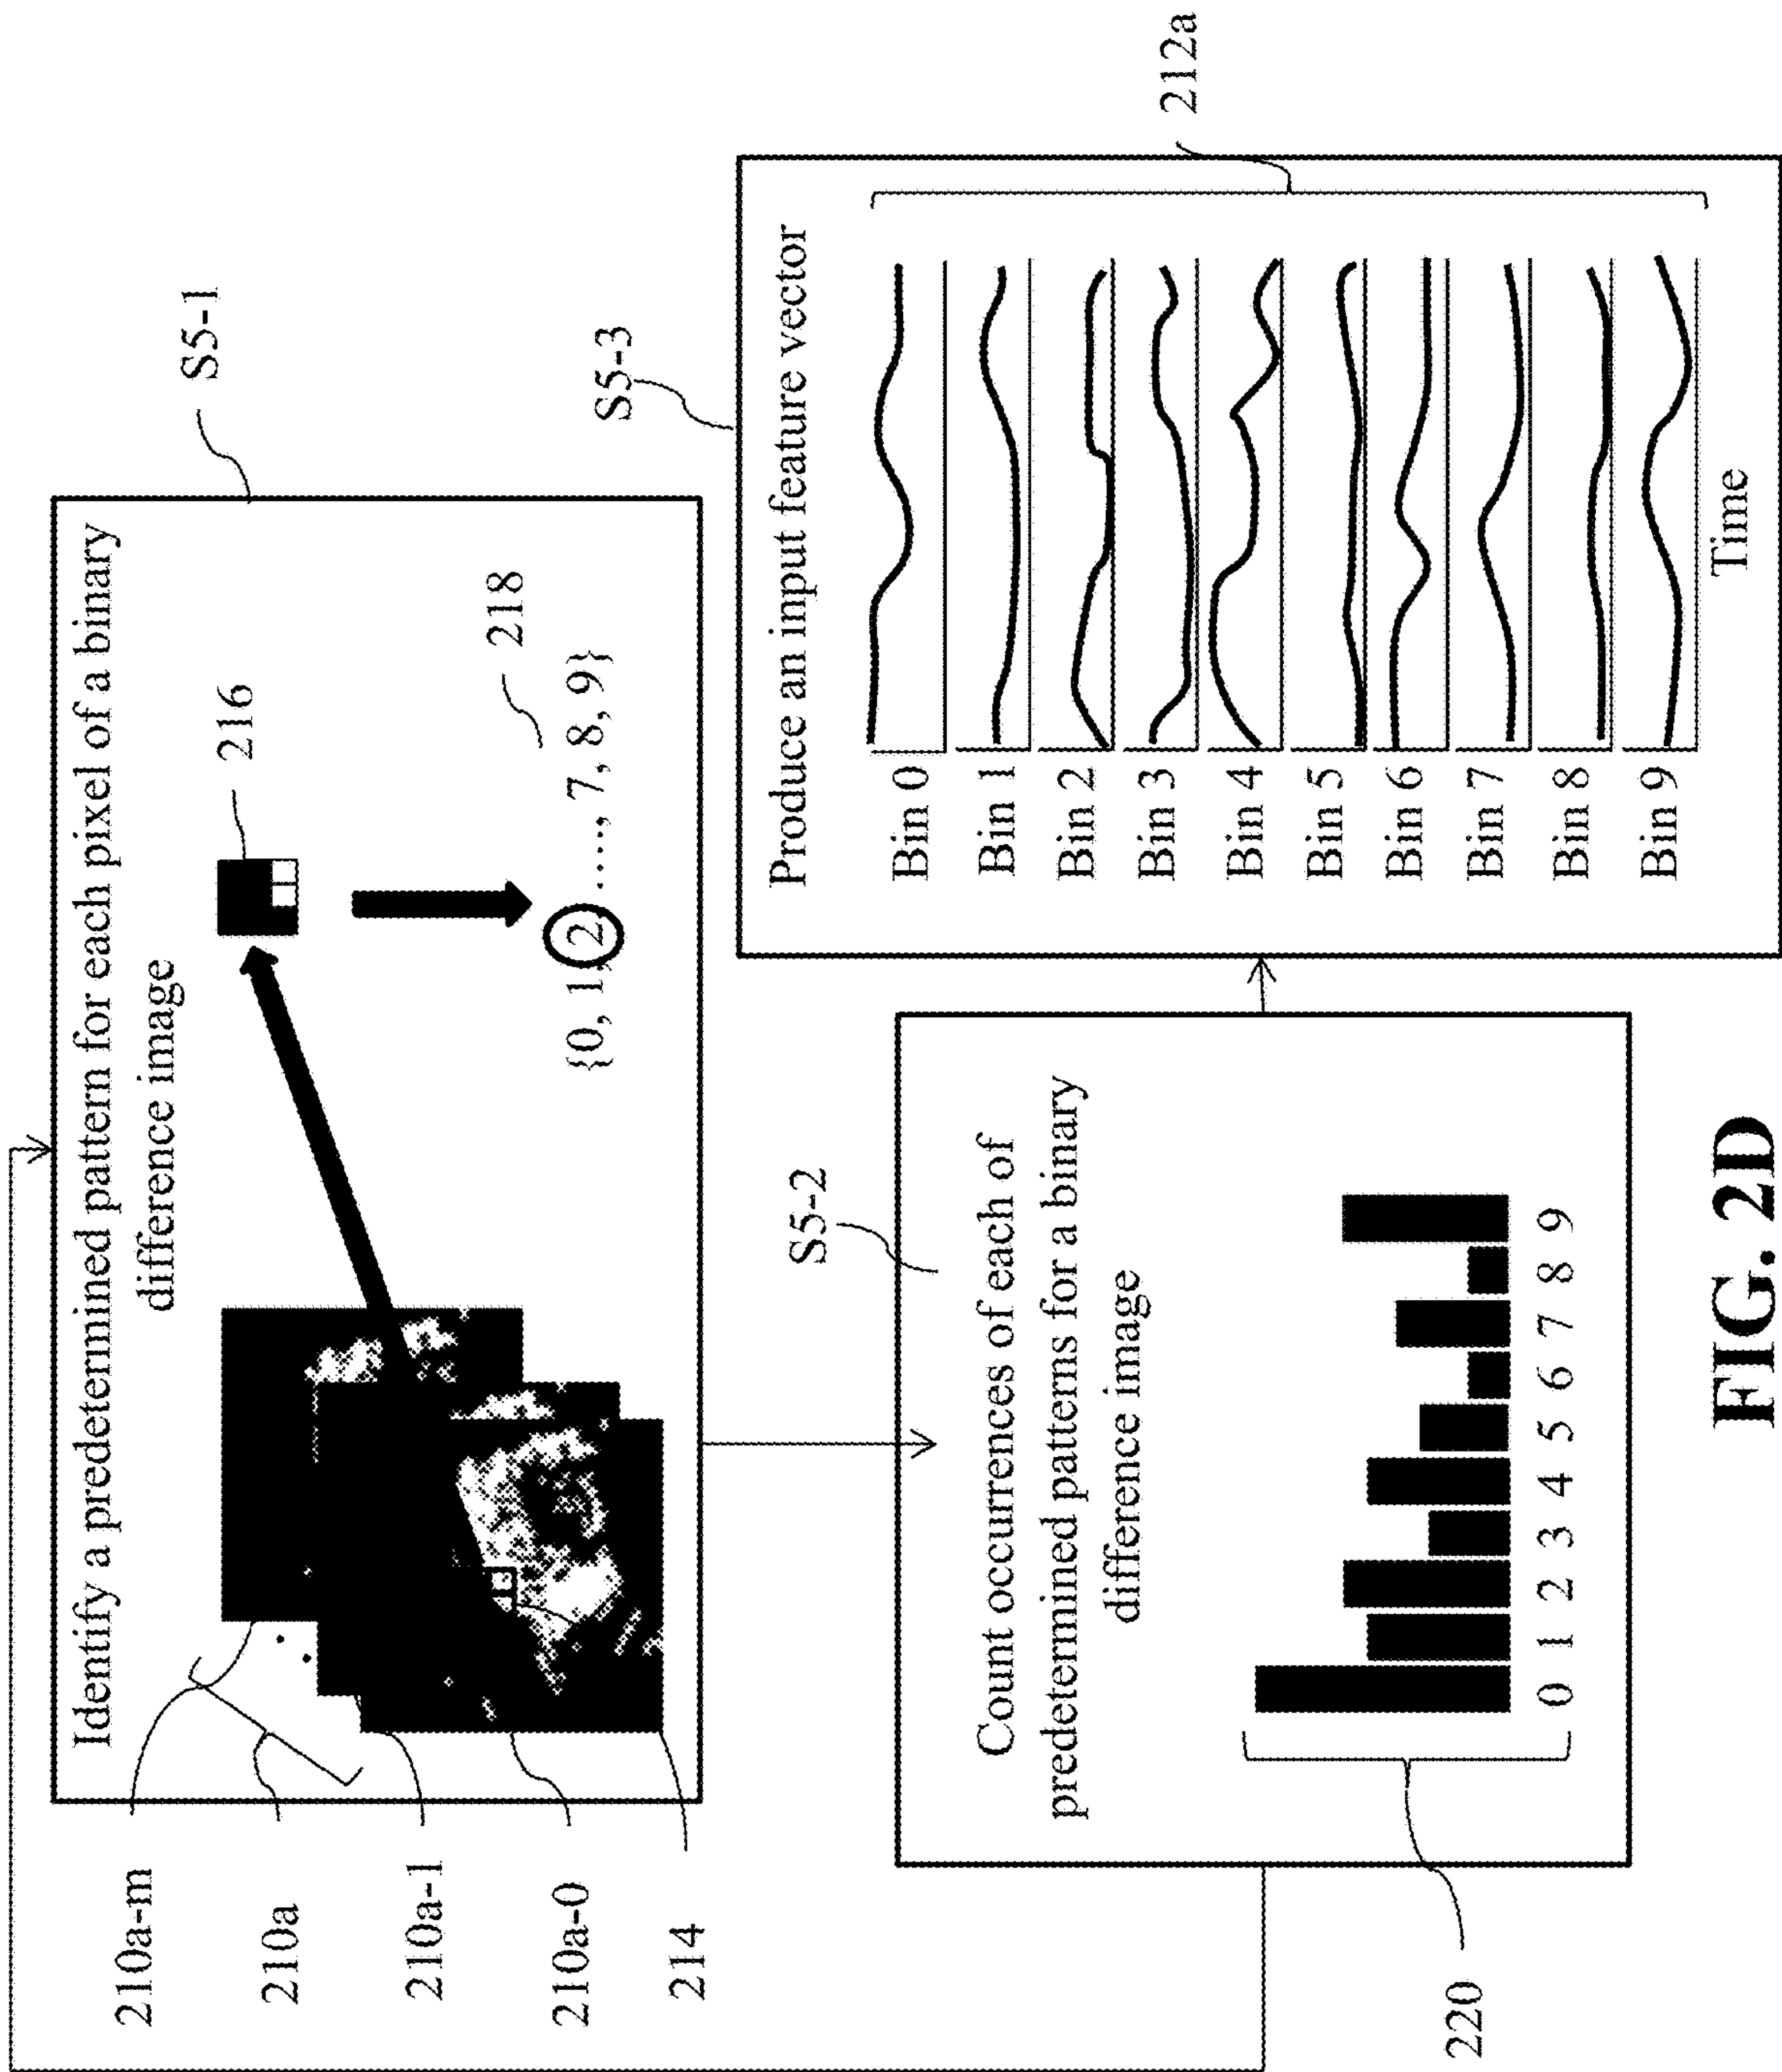 Identify a predetermined pattern for each pixel of a binary
difference image
S5-1
210a-m
210a
210a-1
210a-0
214
216
218
{0, 1, 2....., 7, 8, 9}
S5-2
Count occurrences of each of
predetermined patterns for a binary
difference image
0 1 2 3 4 5 6 7 8 9
220
S5-3
Produce an input feature vector
Bin 0
Bin 1
Bin 2
Bin 3
Bin 4
Bin 5
Bin 6
Bin 7
Bin 8
Bin 9
Time
212a
FIG. 2D